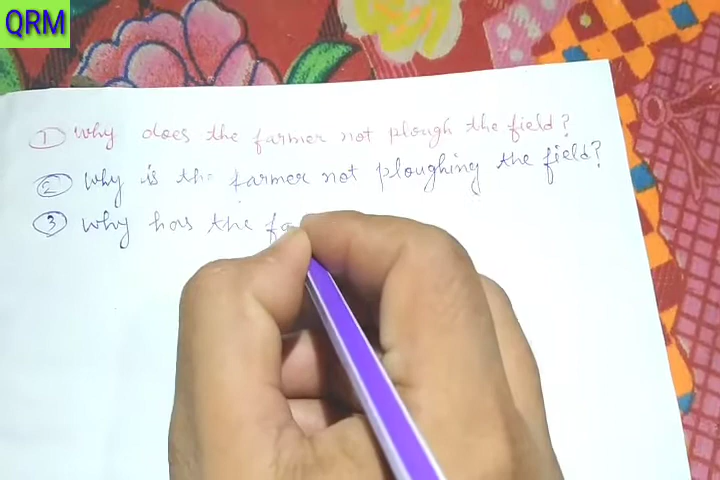 QRM
1 Why does the farmer not plough the field?
2 Why is the farmer not ploughing the field?
3 Why has the fa